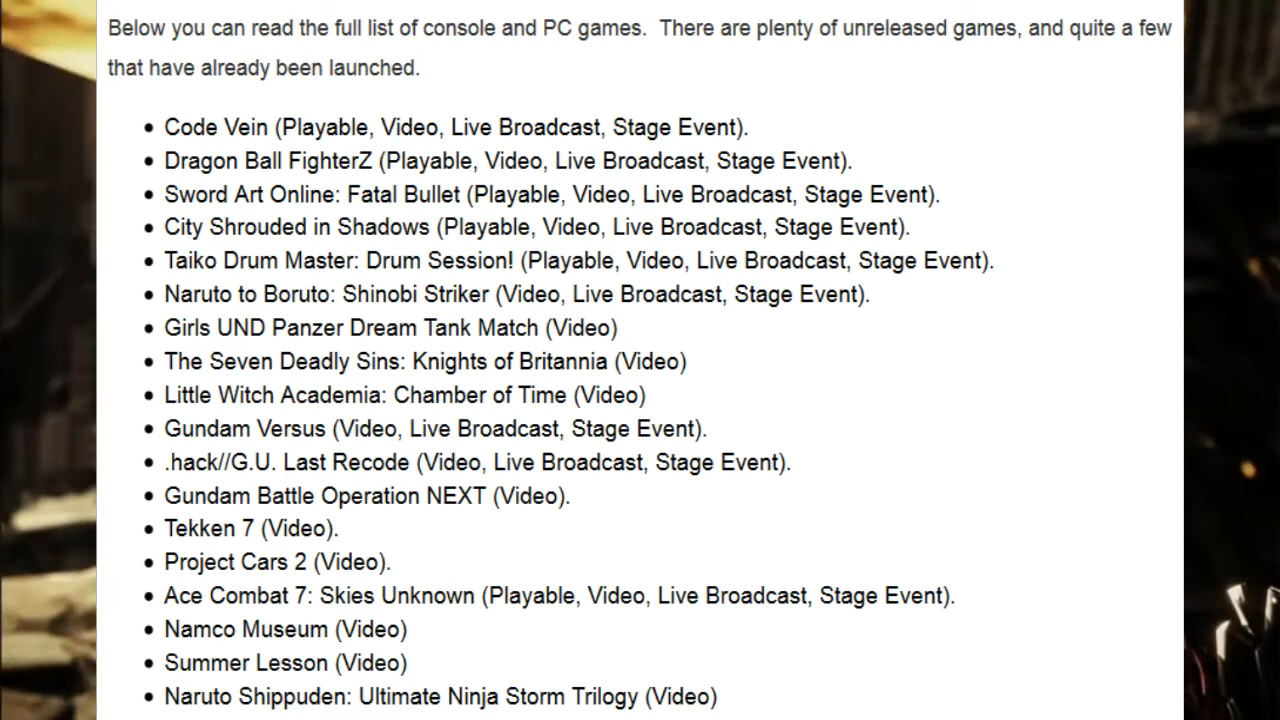 Below you can read the full list of console and PC games.  There are plenty of unreleased games, and quite a few
that have already been launched.
• Code Vein (Playable, Video, Live Broadcast, Stage Event).
• Dragon Ball FighterZ (Playable, Video, Live Broadcast, Stage Event).
• Sword Art Online: Fatal Bullet (Playable, Video, Live Broadcast, Stage Event).
• City Shrouded in Shadows (Playable, Video, Live Broadcast, Stage Event).
• Taiko Drum Master: Drum Session! (Playable, Video, Live Broadcast, Stage Event).
• Naruto to Boruto: Shinobi Striker (Video, Live Broadcast, Stage Event).
• Girls UND Panzer Dream Tank Match (Video)
• The Seven Deadly Sins: Knights of Britannia (Video)
• Little Witch Academia: Chamber of Time (Video)
• Gundam Versus (Video, Live Broadcast, Stage Event).
• .hack//G.U. Last Recode (Video, Live Broadcast, Stage Event).
• Gundam Battle Operation NEXT (Video).
• Tekken 7 (Video).
• Project Cars 2 (Video).
• Ace Combat 7: Skies Unknown (Playable, Video, Live Broadcast, Stage Event).
• Namco Museum (Video)
• Summer Lesson (Video)
• Naruto Shippuden: Ultimate Ninja Storm Trilogy (Video)